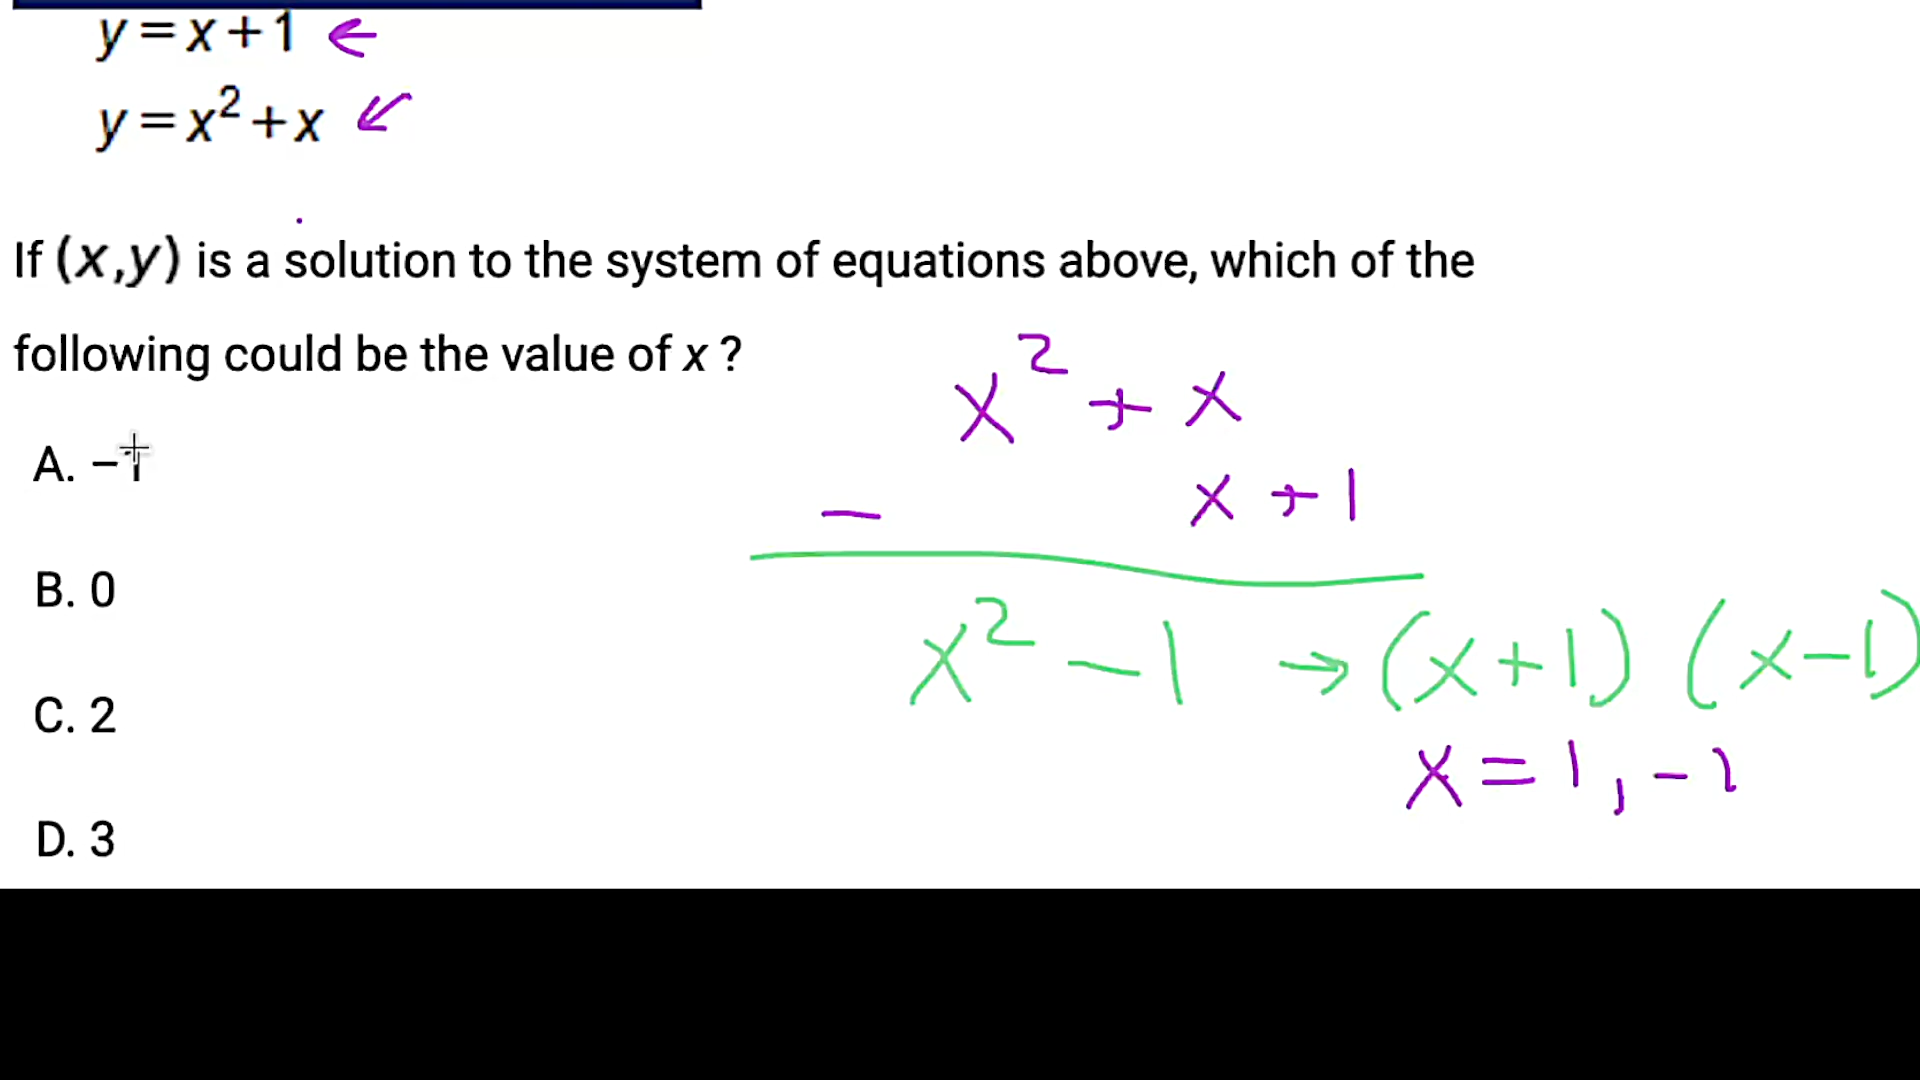 y = x + 1 ←
y = x² + x ↙
If (x,y) is a solution to the system of equations above, which of the
following could be the value of x ?
x² + x
− x + 1
A. −1
B. 0
x² − 1 → (x + 1) (x − 1)
C. 2
x = 1 , − 1
D. 3